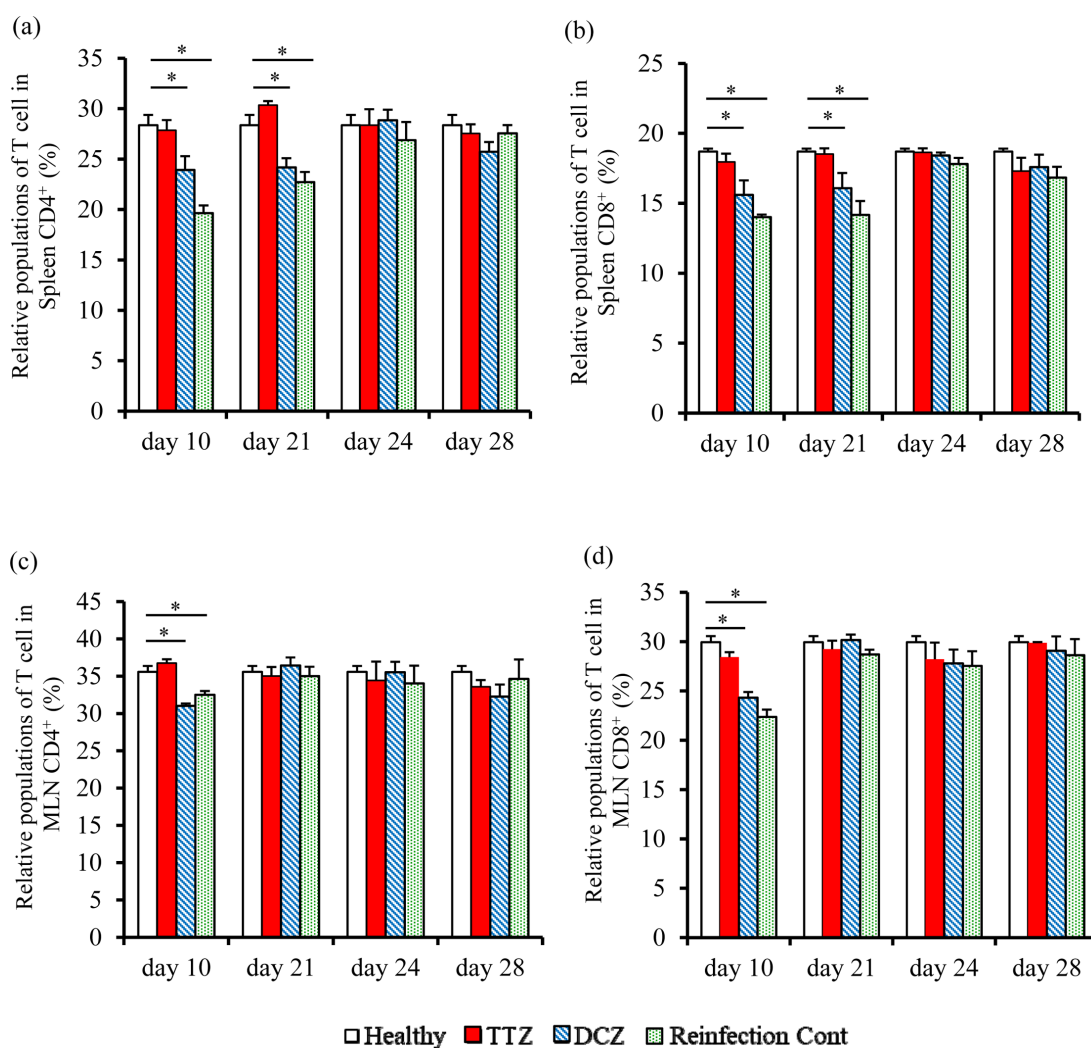 (a)
Relative populations of T cell in
Spleen CD4⁺ (%)
35
30
25
20
15
10
5
0
* * * *
day 10 day 21 day 24 day 28
(b)
Relative populations of T cell in
Spleen CD8⁺ (%)
25
20
15
10
5
0
* * * *
day 10 day 21 day 24 day 28
(c)
Relative populations of T cell in
MLN CD4⁺ (%)
45
40
35
30
25
20
15
10
5
0
*
*
day 10 day 21 day 24 day 28
(d)
Relative populations of T cell in
MLN CD8⁺ (%)
35
30
25
20
15
10
5
0
*
*
day 10 day 21 day 24 day 28
Healthy TTZ DCZ Reinfection Cont